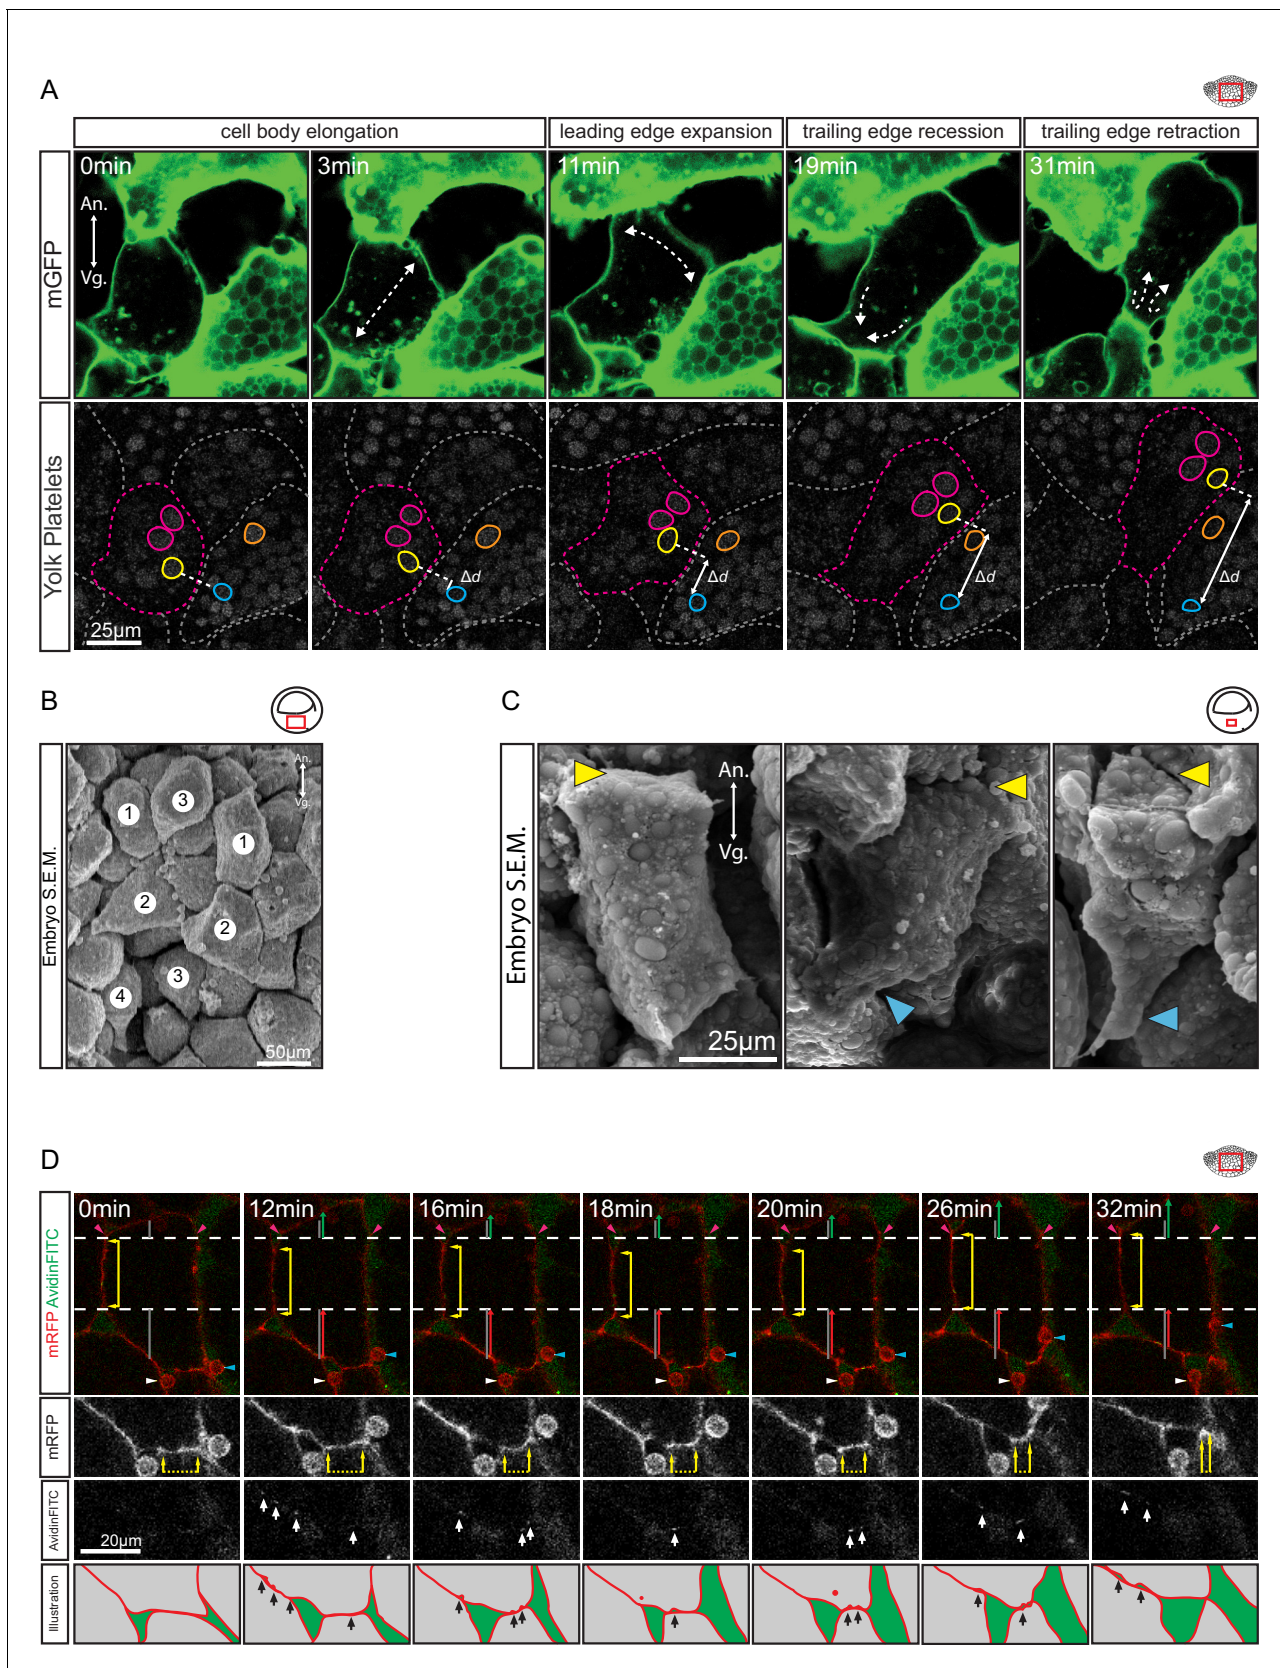 A
cell body elongation
leading edge expansion
trailing edge recession
trailing edge retraction
mGFP
0min
3min
11min
19min
31min
An.
Vg.
Yolk Platelets
Δd
Δd
Δd
Δd
25µm
B
C
Embryo S.E.M.
An.
Vg.
1
3
1
2
2
3
4
50µm
Embryo S.E.M.
An.
Vg.
25µm
D
mRFP AvidinFITC
0min
12min
16min
18min
20min
26min
32min
mRFP
AvidinFITC
20µm
Illustration